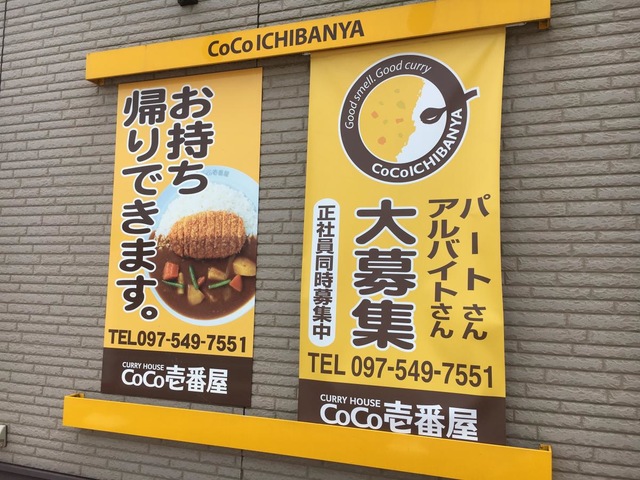 CoCo ICHIBANYA
お持ち
帰りできます。
TEL097-549-7551
CURRY HOUSE
CoCo壱番屋
Good smell. Good curry
CoCoICHIBANYA
パートさん
アルバイトさん
大募集
正社員同時募集中
TEL 097-549-7551
CURRY HOUSE
CoCo壱番屋